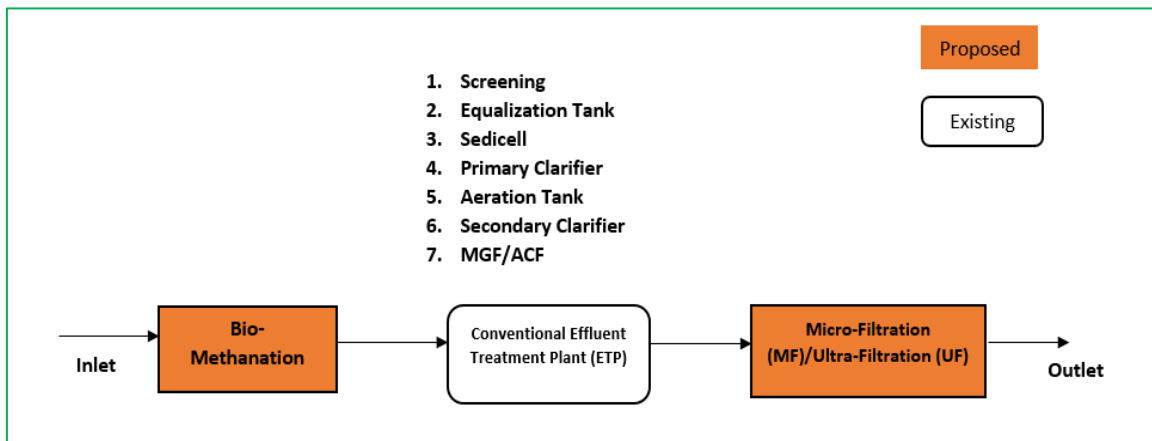 Proposed
Existing
1. Screening
2. Equalization Tank
3. Sedicell
4. Primary Clarifier
5. Aeration Tank
6. Secondary Clarifier
7. MGF/ACF
Inlet
Bio-
Methanation
Conventional Effluent
Treatment Plant (ETP)
Micro-Filtration
(MF)/Ultra-Filtration (UF)
Outlet